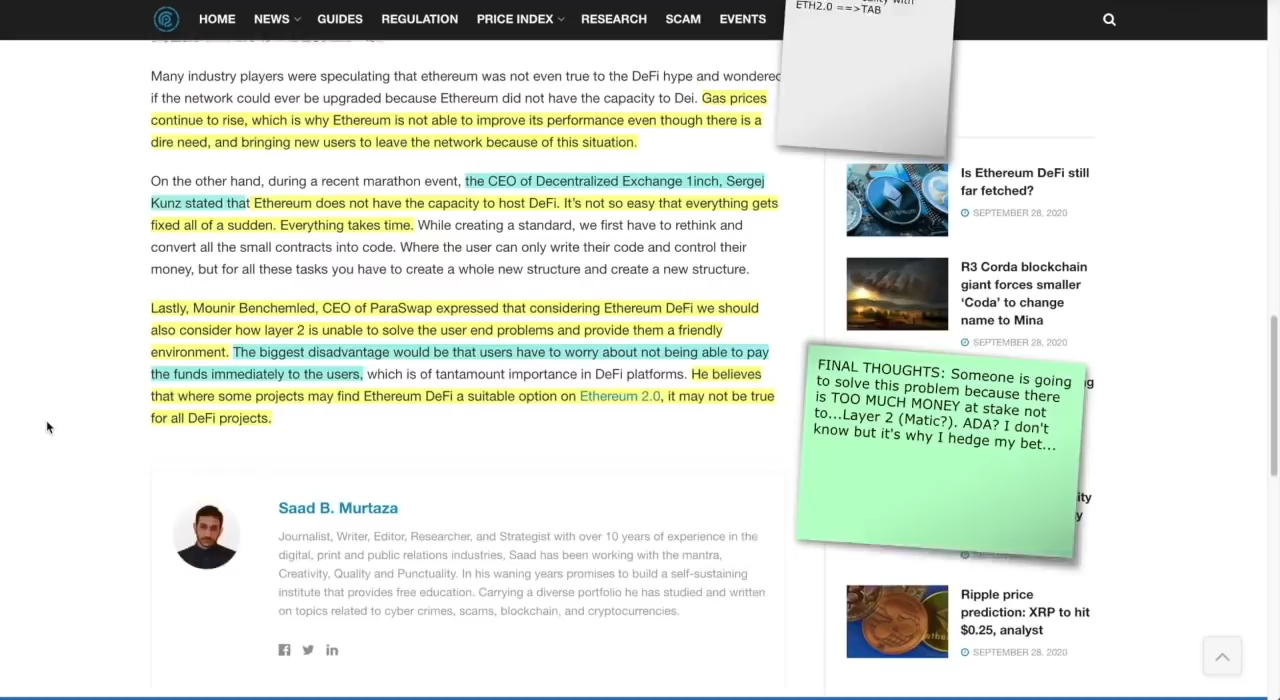 HOME NEWS GUIDES REGULATION PRICE INDEX RESEARCH SCAM EVENTS
ETH2.0 ==>TAB
Many industry players were speculating that ethereum was not even true to the DeFi hype and wondered
if the network could ever be upgraded because Ethereum did not have the capacity to Dei. Gas prices
continue to rise, which is why Ethereum is not able to improve its performance even though there is a
dire need, and bringing new users to leave the network because of this situation.
On the other hand, during a recent marathon event, the CEO of Decentralized Exchange 1inch, Sergej
Kunz stated that Ethereum does not have the capacity to host DeFi. It's not so easy that everything gets
fixed all of a sudden. Everything takes time. While creating a standard, we first have to rethink and
convert all the small contracts into code. Where the user can only write their code and control their
money, but for all these tasks you have to create a whole new structure and create a new structure.
Lastly, Mounir Benchemled, CEO of ParaSwap expressed that considering Ethereum DeFi we should
also consider how layer 2 is unable to solve the user end problems and provide them a friendly
environment. The biggest disadvantage would be that users have to worry about not being able to pay
the funds immediately to the users, which is of tantamount importance in DeFi platforms. He believes
that where some projects may find Ethereum DeFi a suitable option on Ethereum 2.0, it may not be true
for all DeFi projects.
Saad B. Murtaza
Journalist, Writer, Editor, Researcher, and Strategist with over 10 years of experience in the
digital, print and public relations industries, Saad has been working with the mantra,
Creativity, Quality and Punctuality. In his waning years promises to build a self-sustaining
institute that provides free education. Carrying a diverse portfolio he has studied and written
on topics related to cyber crimes, scams, blockchain, and cryptocurrencies.
Is Ethereum DeFi still
far fetched?
SEPTEMBER 28, 2020
R3 Corda blockchain
giant forces smaller
‘Coda’ to change
name to Mina
SEPTEMBER 28, 2020
FINAL THOUGHTS: Someone is going
to solve this problem because there
is TOO MUCH MONEY at stake not
to...Layer 2 (Matic?). ADA? I don't
know but it's why I hedge my bet...
Ripple price
prediction: XRP to hit
$0.25, analyst
SEPTEMBER 28, 2020